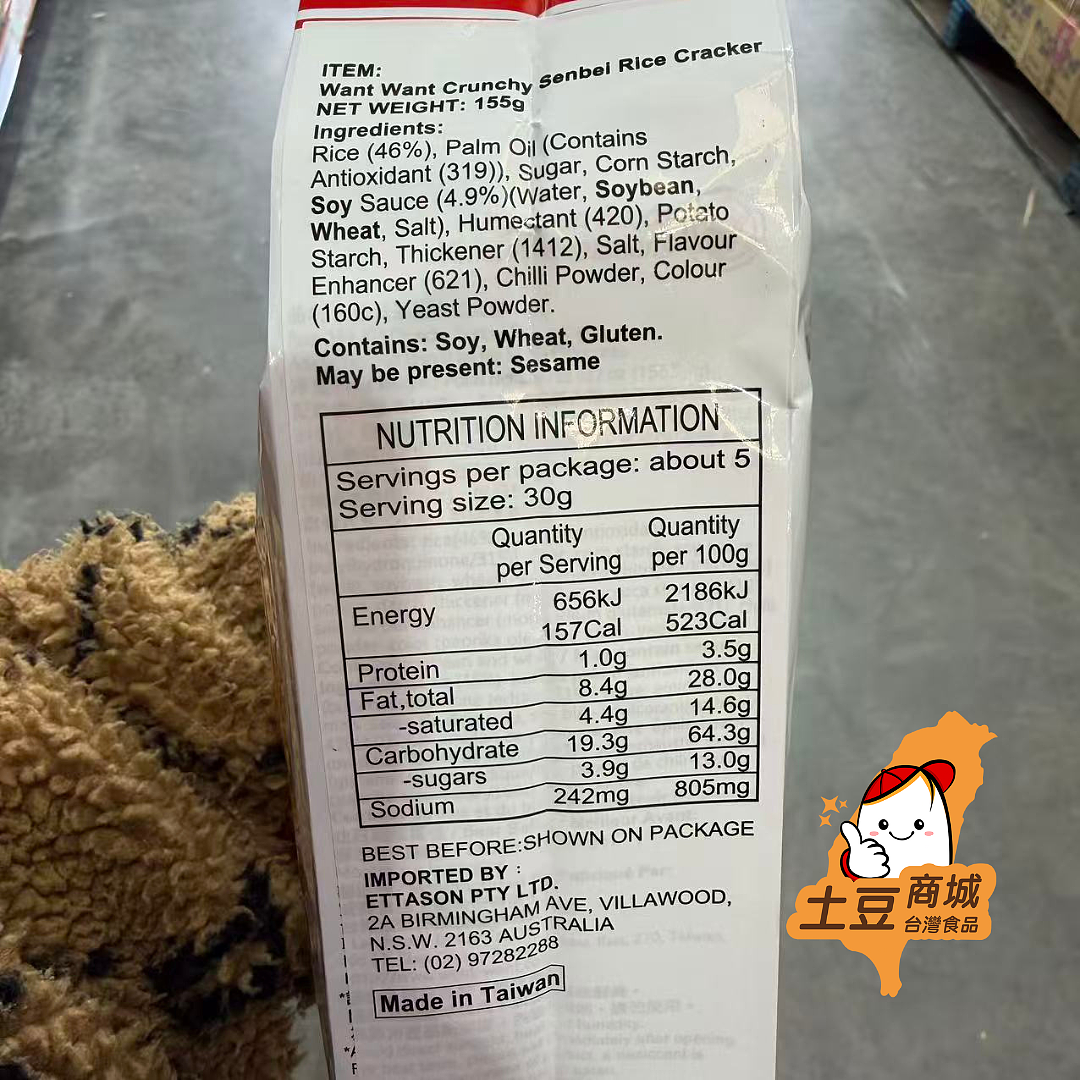 ITEM:
Want Want Crunchy Senbei Rice Cracker
NET WEIGHT: 155g
Ingredients:
Rice (46%), Palm Oil (Contains
Antioxidant (319)), Sugar, Corn Starch,
Soy Sauce (4.9%)(Water, Soybean,
Wheat, Salt), Humectant (420), Potato
Starch, Thickener (1412), Salt, Flavour
Enhancer (621), Chilli Powder, Colour
(160c), Yeast Powder.
Contains: Soy, Wheat, Gluten.
May be present: Sesame
NUTRITION INFORMATION
Servings per package: about 5
Serving size: 30g
Quantity per Serving Quantity per 100g
Energy 656kJ 2186kJ
157Cal 523Cal
Protein 1.0g 3.5g
Fat,total 8.4g 28.0g
-saturated 4.4g 14.6g
Carbohydrate 19.3g 64.3g
-sugars 3.9g 13.0g
Sodium 242mg 805mg
BEST BEFORE:SHOWN ON PACKAGE
IMPORTED BY :
ETTASON PTY LTD.
2A BIRMINGHAM AVE, VILLAWOOD,
N.S.W. 2163 AUSTRALIA
TEL: (02) 97282288
Made in Taiwan
土豆商城
台灣食品